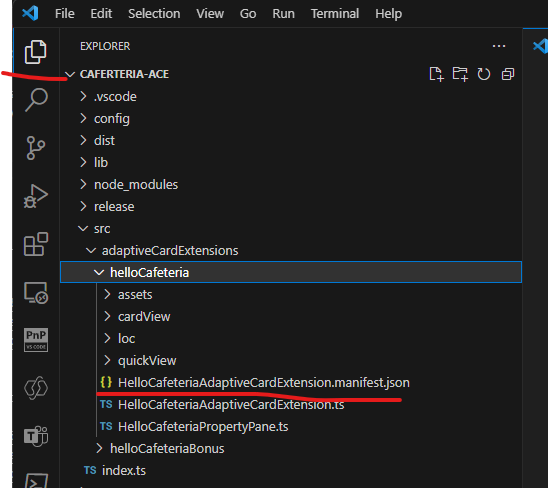 File Edit Selection View Go Run Terminal Help
EXPLORER
CAFERTERIA-ACE
.vscode
config
dist
lib
node_modules
release
src
adaptiveCardExtensions
helloCafeteria
assets
cardView
loc
quickView
{} HelloCafeteriaAdaptiveCardExtension.manifest.json
TS HelloCafeteriaAdaptiveCardExtension.ts
TS HelloCafeteriaPropertyPane.ts
helloCafeteriaBonus
TS index.ts
PnP
VS CODE